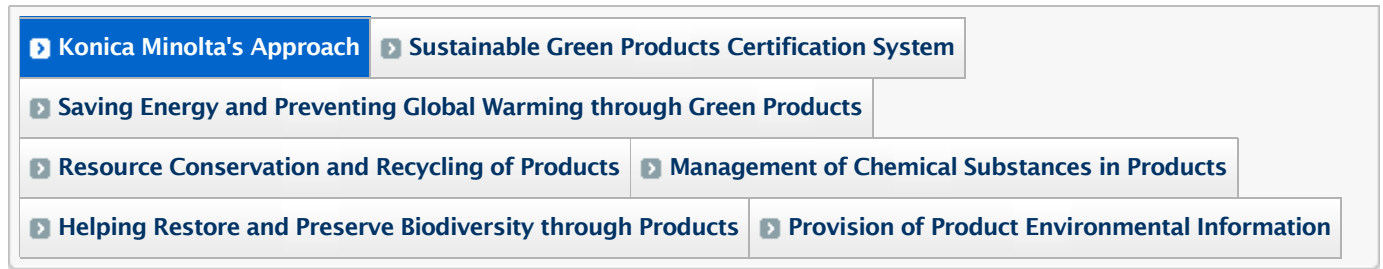 Konica Minolta's Approach Sustainable Green Products Certification System
Saving Energy and Preventing Global Warming through Green Products
Resource Conservation and Recycling of Products Management of Chemical Substances in Products
Helping Restore and Preserve Biodiversity through Products Provision of Product Environmental Information